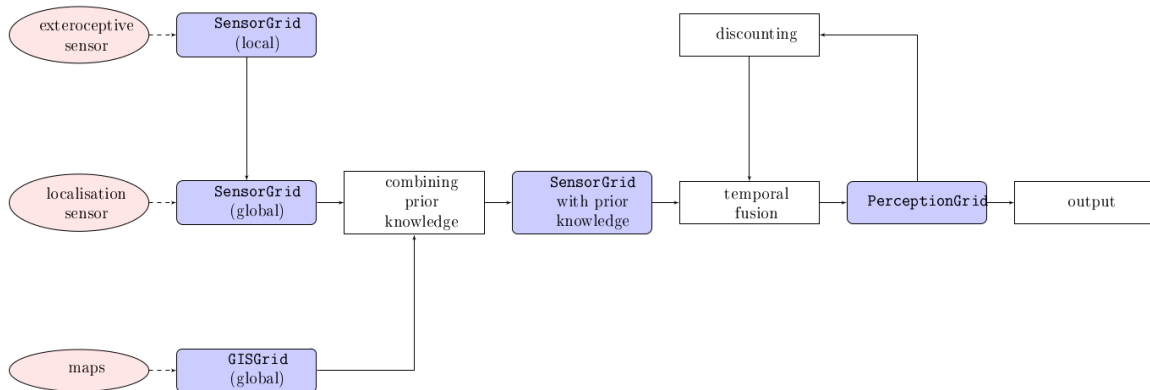 exteroceptive
sensor
SensorGrid
(local)
discounting
localisation
sensor
SensorGrid
(global)
combining
prior
knowledge
SensorGrid
with prior
knowledge
temporal
fusion
PerceptionGrid
output
maps
GISGrid
(global)